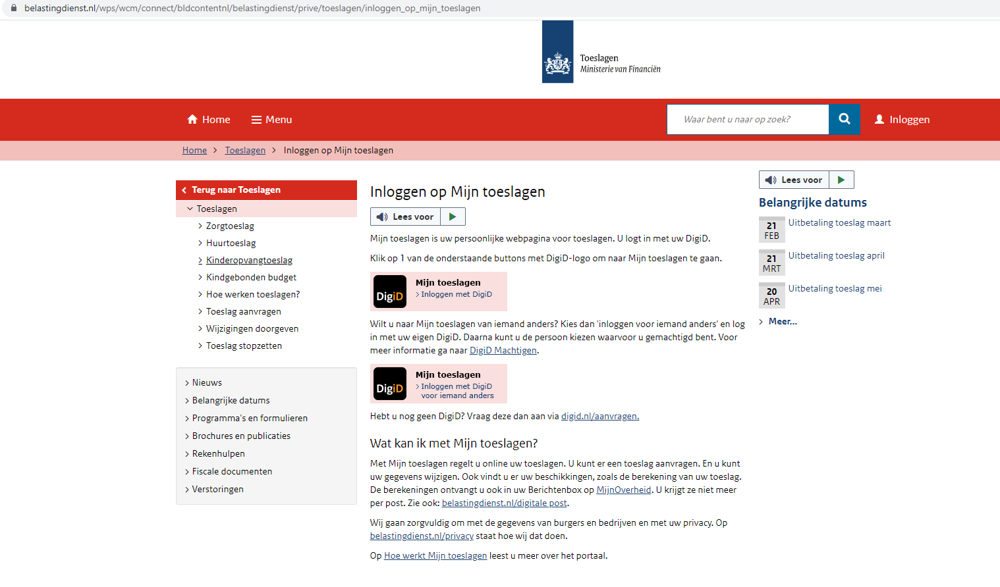 belastingdienst.nl/wps/wcm/connect/bldcontentnl/belastingdienst/prive/toeslagen/inloggen_op_mijn_toeslagen
Toeslagen
Ministerie van Financiën
Home
Menu
Waar bent u naar op zoek?
Inloggen
Home > Toeslagen > Inloggen op Mijn toeslagen
Terug naar Toeslagen
Toeslagen
Zorgtoeslag
Huurtoeslag
Kinderopvangtoeslag
Kindgebonden budget
Hoe werken toeslagen?
Toeslag aanvragen
Wijzigingen doorgeven
Toeslag stopzetten
Nieuws
Belangrijke datums
Programma's en formulieren
Brochures en publicaties
Rekenhulpen
Fiscale documenten
Verstoringen
Inloggen op Mijn toeslagen
Lees voor
Mijn toeslagen is uw persoonlijke webpagina voor toeslagen. U logt in met uw DigiD.
Klik op 1 van de onderstaande buttons met DigiD-logo om naar Mijn toeslagen te gaan.
DigiD
Mijn toeslagen
Inloggen met DigiD
Wilt u naar Mijn toeslagen van iemand anders? Kies dan 'inloggen voor iemand anders' en log
in met uw eigen DigiD. Daarna kunt u de persoon kiezen waarvoor u gemachtigd bent. Voor
meer informatie ga naar DigiD Machtigen.
DigiD
Mijn toeslagen
Inloggen met DigiD
voor iemand anders
Hebt u nog geen DigiD? Vraag deze dan aan via digid.nl/aanvragen.
Wat kan ik met Mijn toeslagen?
Met Mijn toeslagen regelt u online uw toeslagen. U kunt er een toeslag aanvragen. En u kunt
uw gegevens wijzigen. Ook vindt u er uw beschikkingen, zoals de berekening van uw toeslag.
De berekeningen ontvangt u ook in uw Berichtenbox op MijnOverheid. U krijgt ze niet meer
per post. Zie ook: belastingdienst.nl/digitale post.
Wij gaan zorgvuldig om met de gegevens van burgers en bedrijven en met uw privacy. Op
belastingdienst.nl/privacy staat hoe wij dat doen.
Op Hoe werkt Mijn toeslagen leest u meer over het portaal.
Lees voor
Belangrijke datums
21 FEB
Uitbetaling toeslag maart
21 MRT
Uitbetaling toeslag april
20 APR
Uitbetaling toeslag mei
Meer...